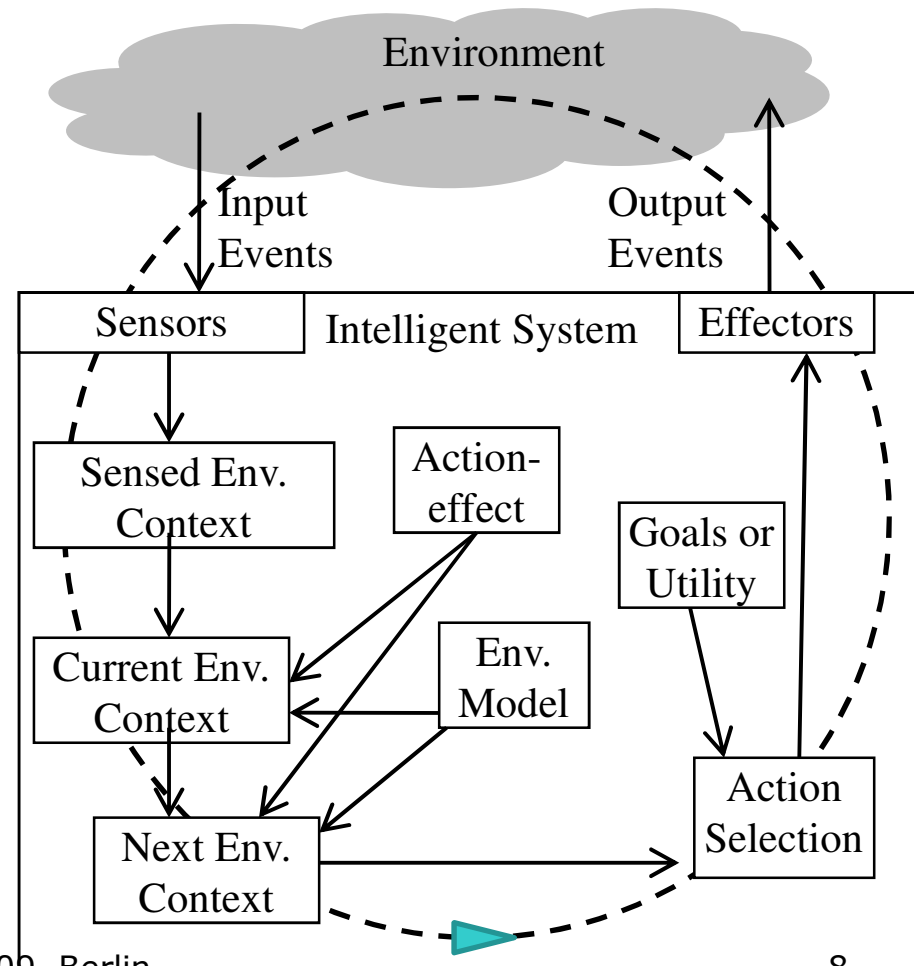 Environment
Input
Events
Output
Events
Sensors
Intelligent System
Effectors
Sensed Env.
Context
Action-
effect
Goals or
Utility
Current Env.
Context
Env.
Model
Action
Selection
Next Env.
Context
Berlin
8